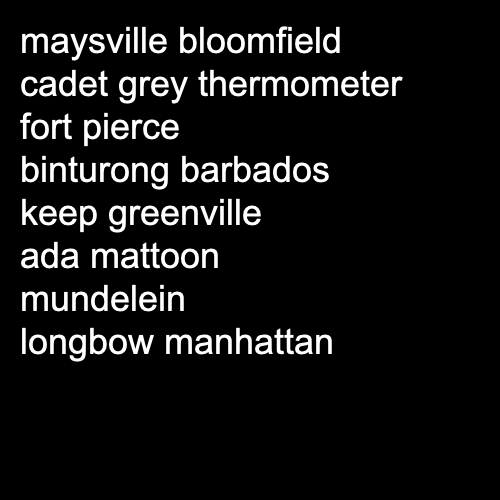 maysville bloomfield
cadet grey thermometer
fort pierce
binturong barbados
keep greenville
ada mattoon
mundelein
longbow manhattan